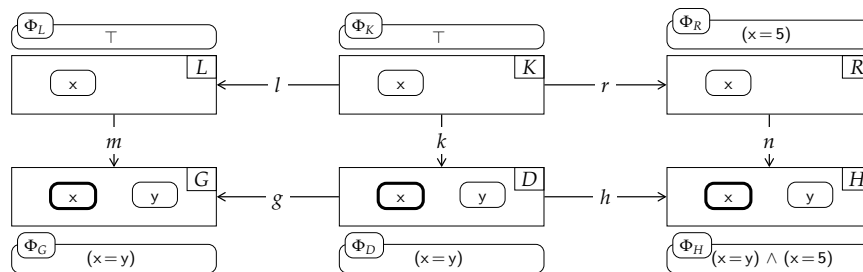 Φ_L Φ_K Φ_R
⊤ ⊤ (x=5)
L K R
x x x
l r
m k n
G D H
x y x y x y
g h
Φ_G Φ_D Φ_H
(x=y) (x=y) (x=y) ∧ (x=5)